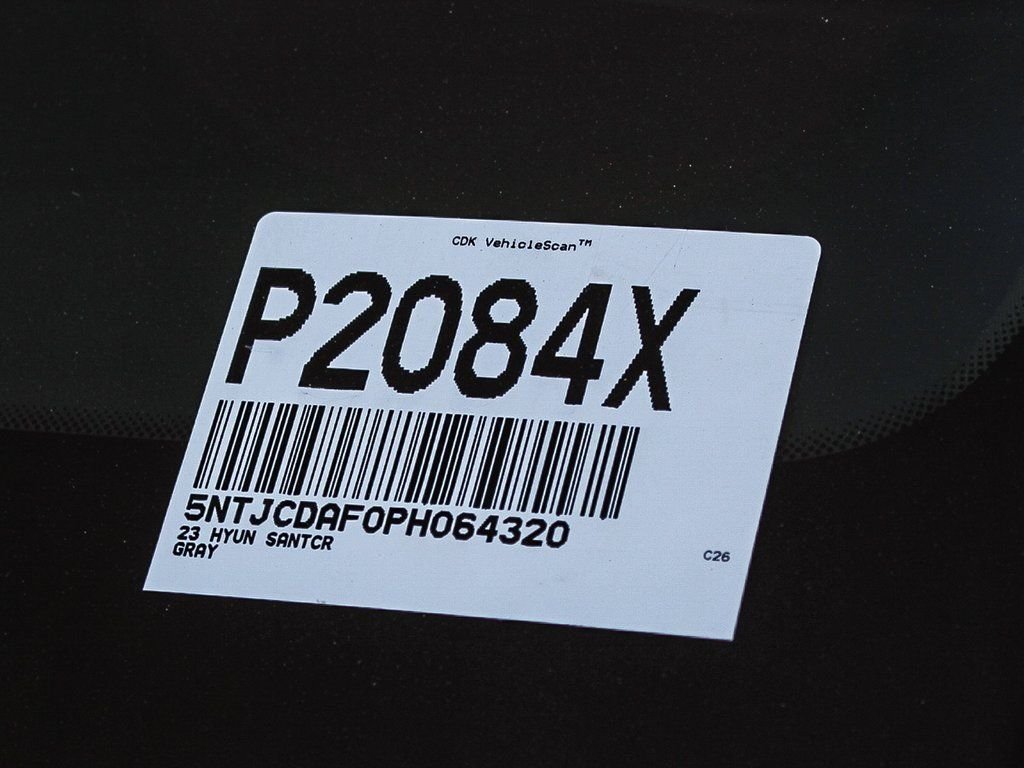 CDK VehicleScan™
P2084X
5NTJCDAF0PH064320
23 HYUN SANTCR
GRAY
C26